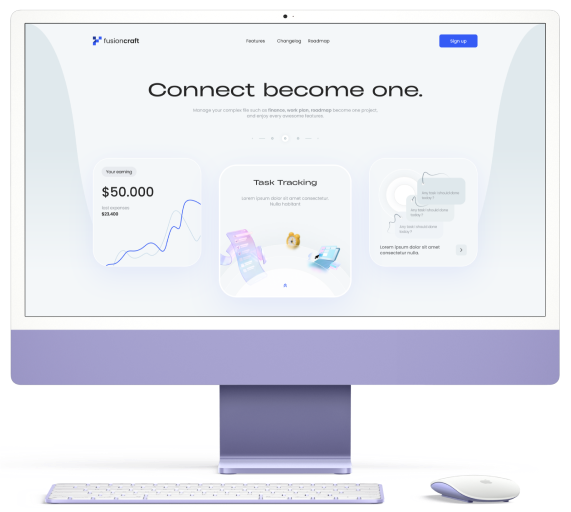 fusioncraft
Features Changelog Roadmap
Sign up
Connect become one.
Manage your complex file such as finance, work plan, roadmap become one project.
and enjoy every awesome features
Your earning
$50.000
Your expenses
$23.400
Task Tracking
Lorem ipsum dolor sit amet consectetur.
Nulla habitant
Any task should done
today?
Any task should done
today?
Any task should done
today?
Lorem ipsum dolor sit amet
consectetur nulla.